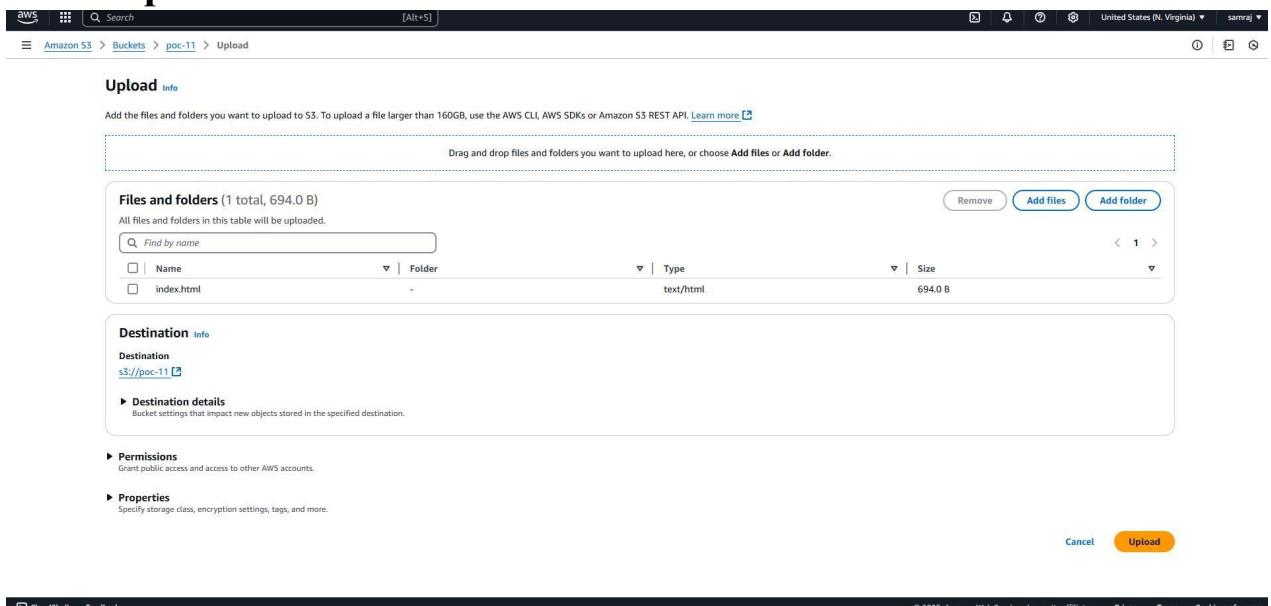 aws Search [Alt+S] United States (N. Virginia) samraj
Amazon S3 > Buckets > poc-11 > Upload
Upload Info
Add the files and folders you want to upload to S3. To upload a file larger than 160GB, use the AWS CLI, AWS SDKs or Amazon S3 REST API. Learn more
Drag and drop files and folders you want to upload here, or choose Add files or Add folder.
Files and folders (1 total, 694.0 B) Remove Add files Add folder
All files and folders in this table will be uploaded.
Find by name < 1 >
Name Folder Type Size
index.html - text/html 694.0 B
Destination Info
Destination
s3://poc-11
Destination details
Bucket settings that impact new objects stored in the specified destination.
Permissions
Grant public access and access to other AWS accounts.
Properties
Specify storage class, encryption settings, tags, and more.
Cancel Upload